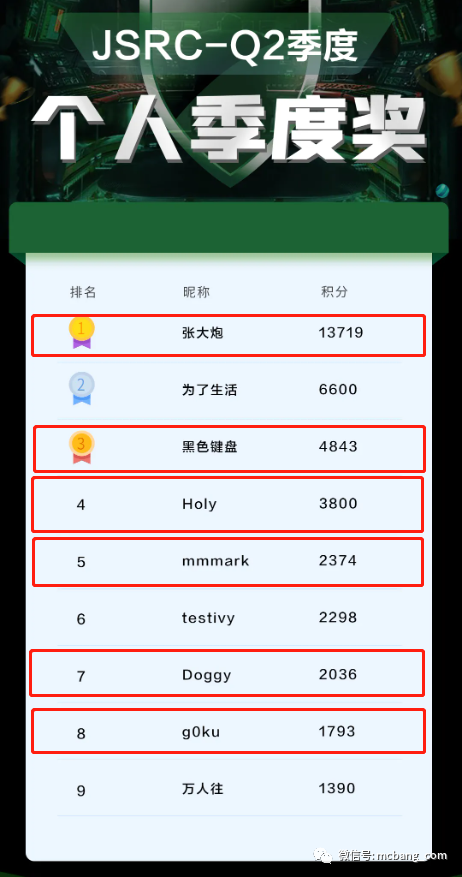 JSRC-Q2季度
个人季度奖
排名 昵称 积分
1 张大炮 13719
2 为了生活 6600
3 黑色键盘 4843
4 Holy 3800
5 mmmark 2374
6 testivy 2298
7 Doggy 2036
8 g0ku 1793
9 万人往 1390
微信号:mcbang_com